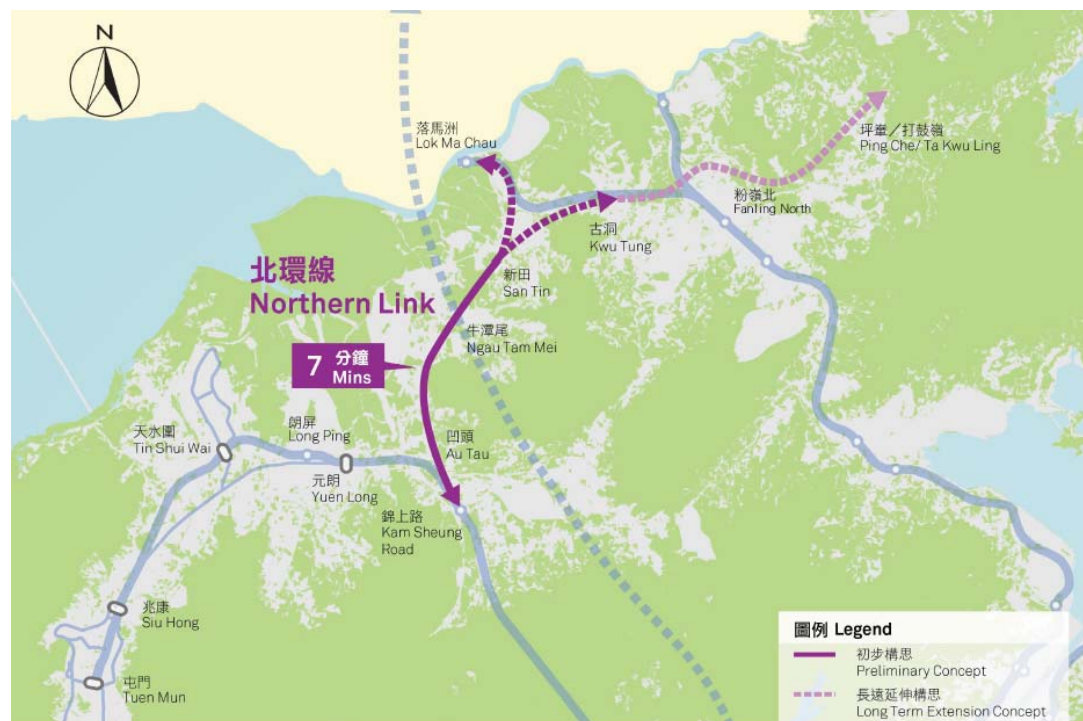 N
落馬洲
Lok Ma Chau
坪輋／打鼓嶺
Ping Che/ Ta Kwu Ling
粉嶺北
Fanling North
古洞
Kwu Tung
北環線
Northern Link
新田
San Tin
牛潭尾
Ngau Tam Mei
7 分鐘
Mins
朗屏
Long Ping
天水圍
Tin Shui Wai
凹頭
Au Tau
元朗
Yuen Long
錦上路
Kam Sheung
Road
兆康
Siu Hong
屯門
Tuen Mun
圖例 Legend
初步構思
Preliminary Concept
長遠延伸構思
Long Term Extension Concept